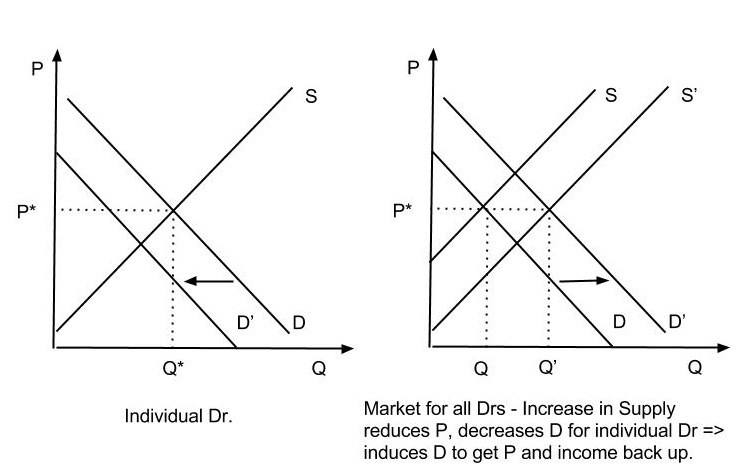 P
S
P*
D'
D
Q*
Q
Individual Dr.
P
S
S'
P*
D
D'
Q
Q'
Q
Market for all Drs - Increase in Supply
reduces P, decreases D for individual Dr =>
induces D to get P and income back up.